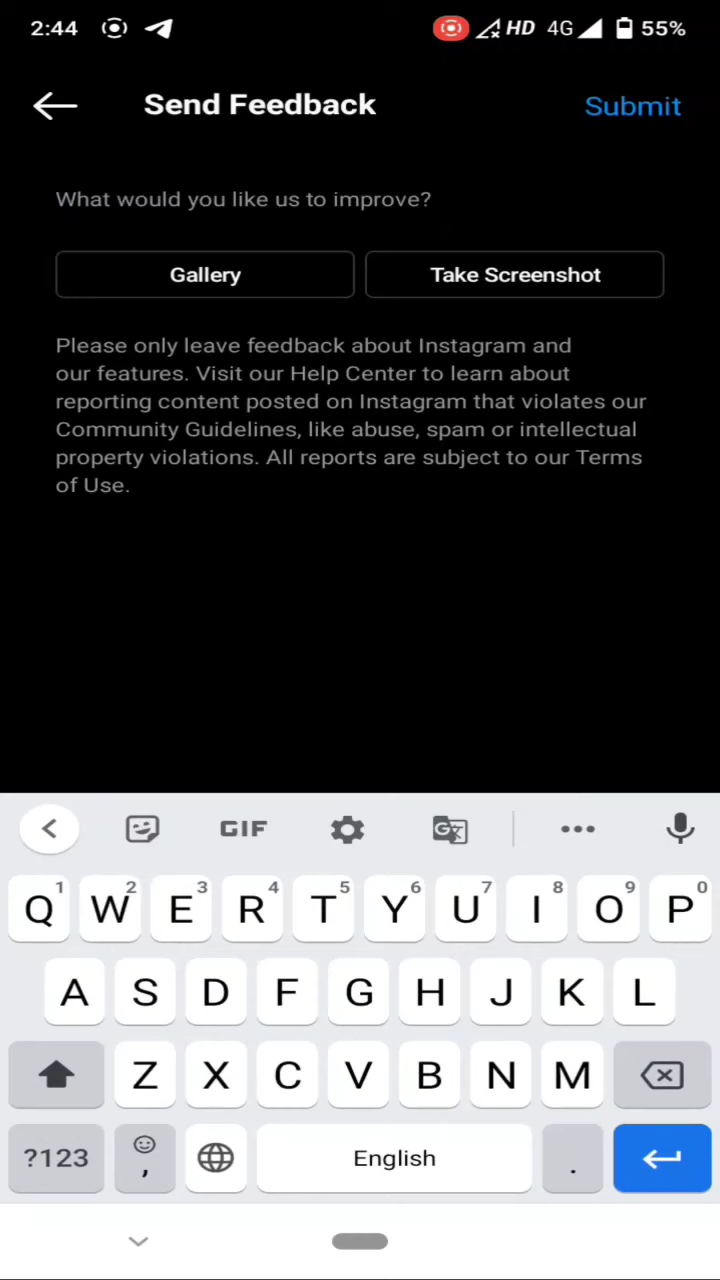 2:44 HD 4G 55%
Send Feedback Submit
What would you like us to improve?
Gallery Take Screenshot
Please only leave feedback about Instagram and
our features. Visit our Help Center to learn about
reporting content posted on Instagram that violates our
Community Guidelines, like abuse, spam or intellectual
property violations. All reports are subject to our Terms
of Use.
GIF
1 2 3 4 5 6 7 8 9 0
Q W E R T Y U I O P
A S D F G H J K L
Z X C V B N M
?123 , English .